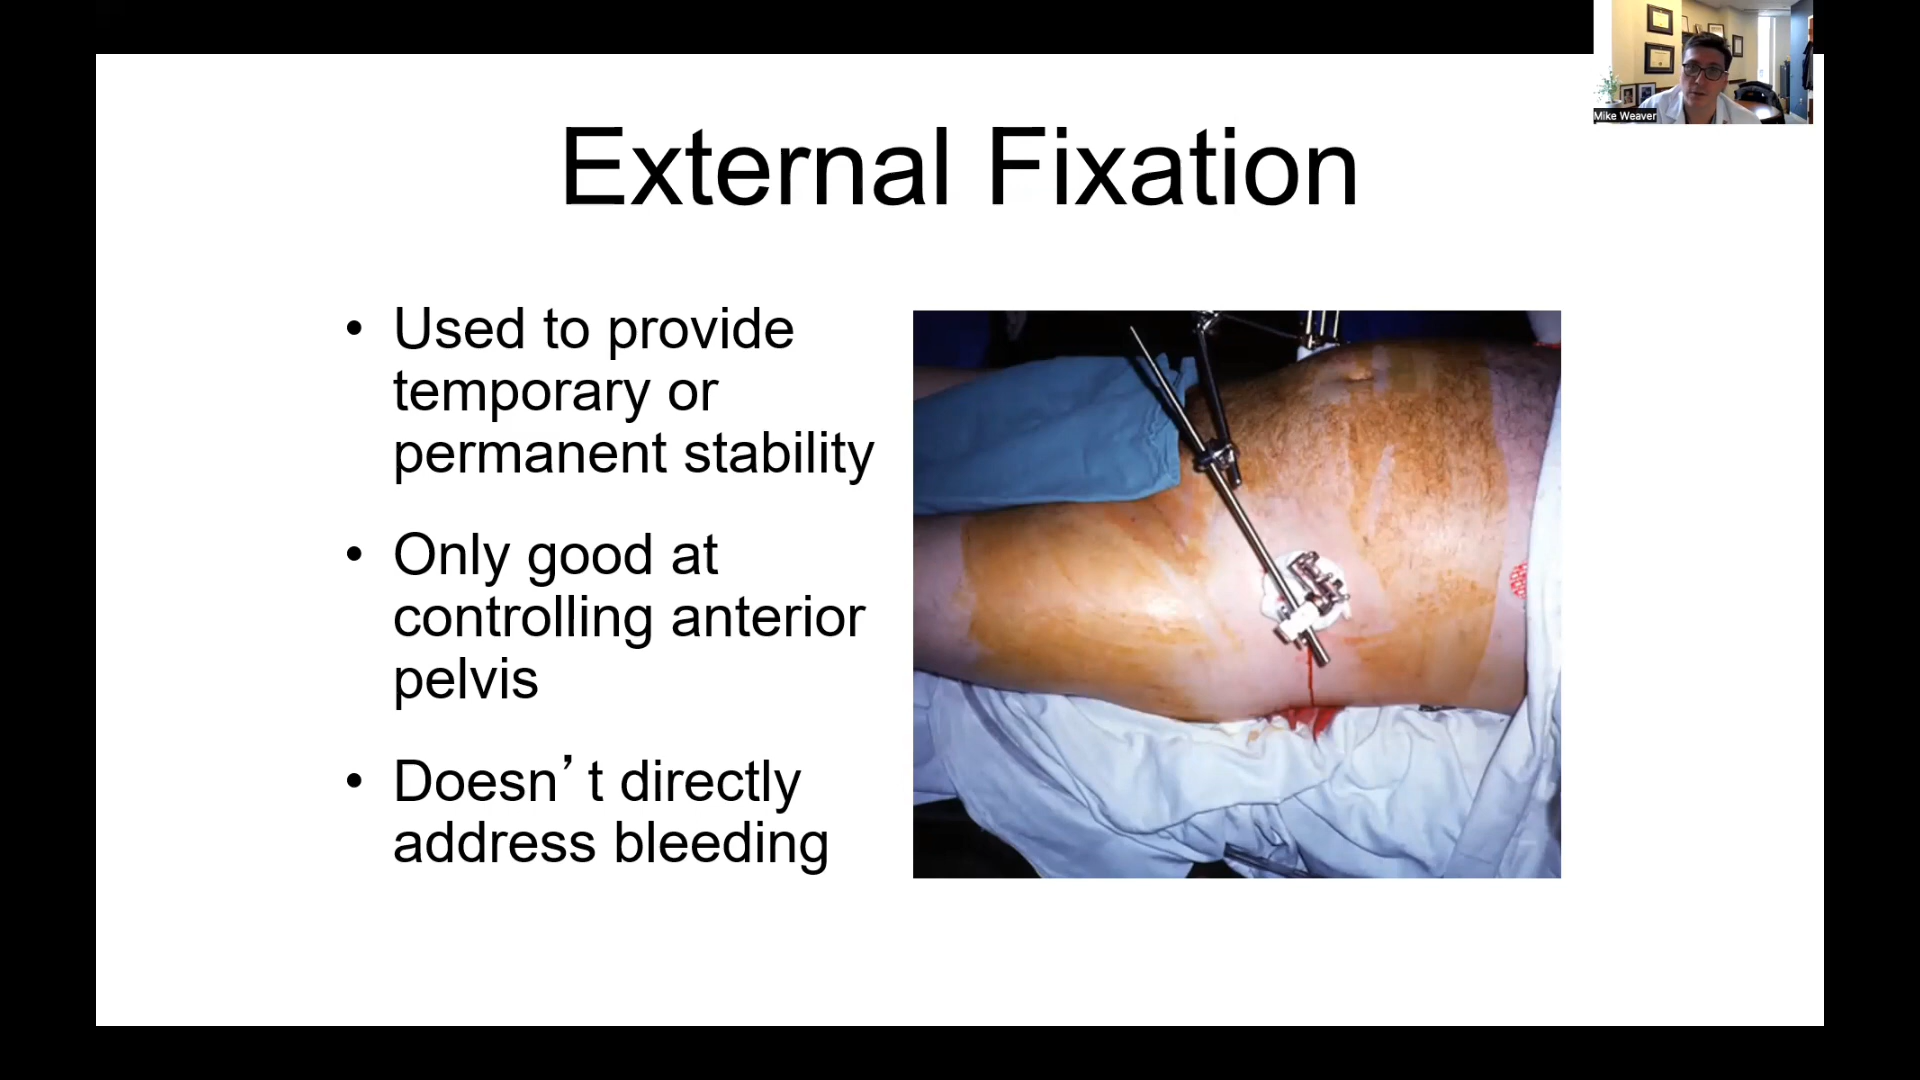 Mike Weaver
External Fixation
• Used to provide
temporary or
permanent stability
• Only good at
controlling anterior
pelvis
• Doesn’t directly
address bleeding